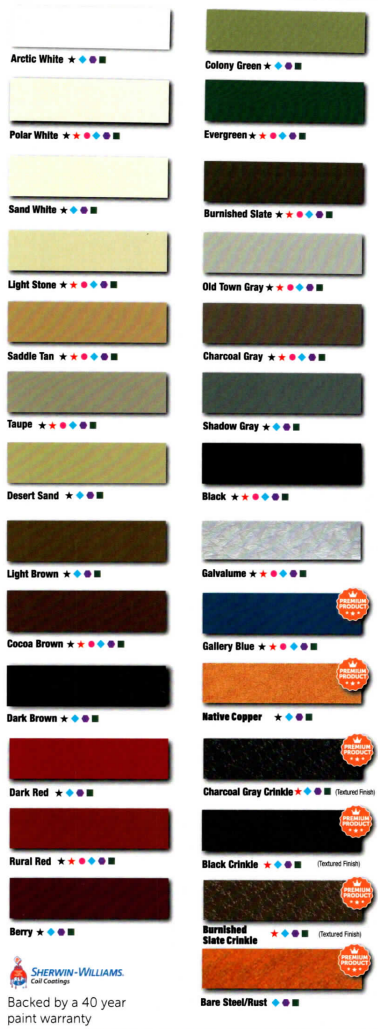 Arctic White
Polar White
Sand White
Light Stone
Saddle Tan
Taupe
Desert Sand
Light Brown
Cocoa Brown
Dark Brown
Dark Red
Rural Red
Berry
SHERWIN-WILLIAMS.
Coil Coatings
Backed by a 40 year
paint warranty
Colony Green
Evergreen
Burnished Slate
Old Town Gray
Charcoal Gray
Shadow Gray
Black
Galvalume
PREMIUM
PRODUCT
Gallery Blue
PREMIUM
PRODUCT
Native Copper
PREMIUM
PRODUCT
Charcoal Gray Crinkle (Textured Finish)
PREMIUM
PRODUCT
Black Crinkle (Textured Finish)
PREMIUM
PRODUCT
Burnished
Slate Crinkle (Textured Finish)
PREMIUM
PRODUCT
Bare Steel/Rust